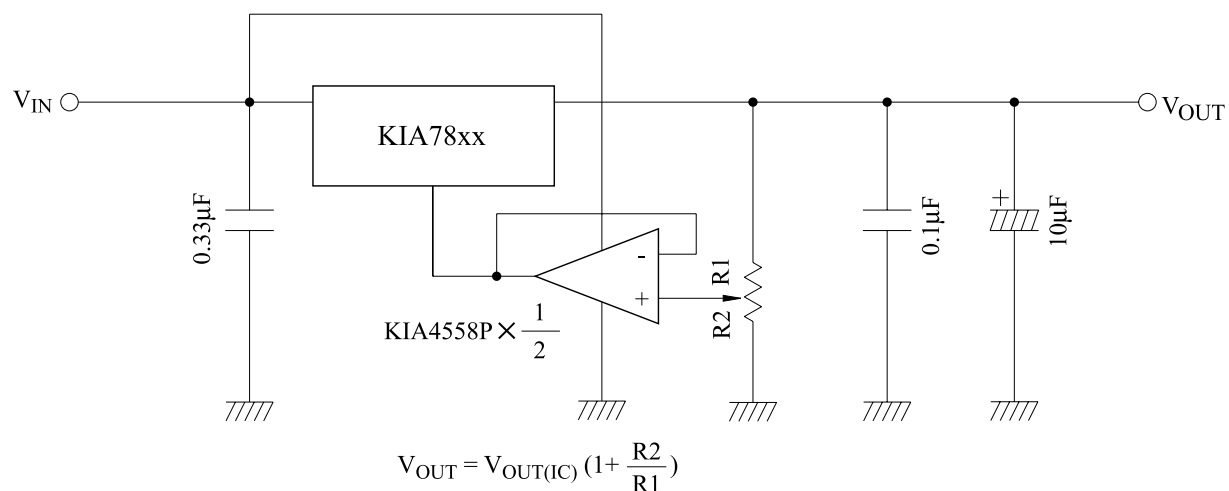 VIN
KIA78xx
VOUT
0.33µF
-
+
R1
R2
0.1µF
+
10µF
KIA4558P × 1/2
VOUT = VOUT(IC) (1+ R2/R1)